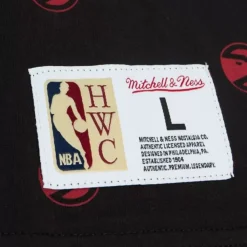 Mitchell & Ness
HWC
NBA
L
MITCHELL & NESS NOSTALGIA CO.
AUTHENTIC LICENSED APPAREL
DESIGNED IN PHILADELPHIA, PA.
ESTABLISHED 1904
AUTHENTIC.PREMIUM.LEGENDARY.